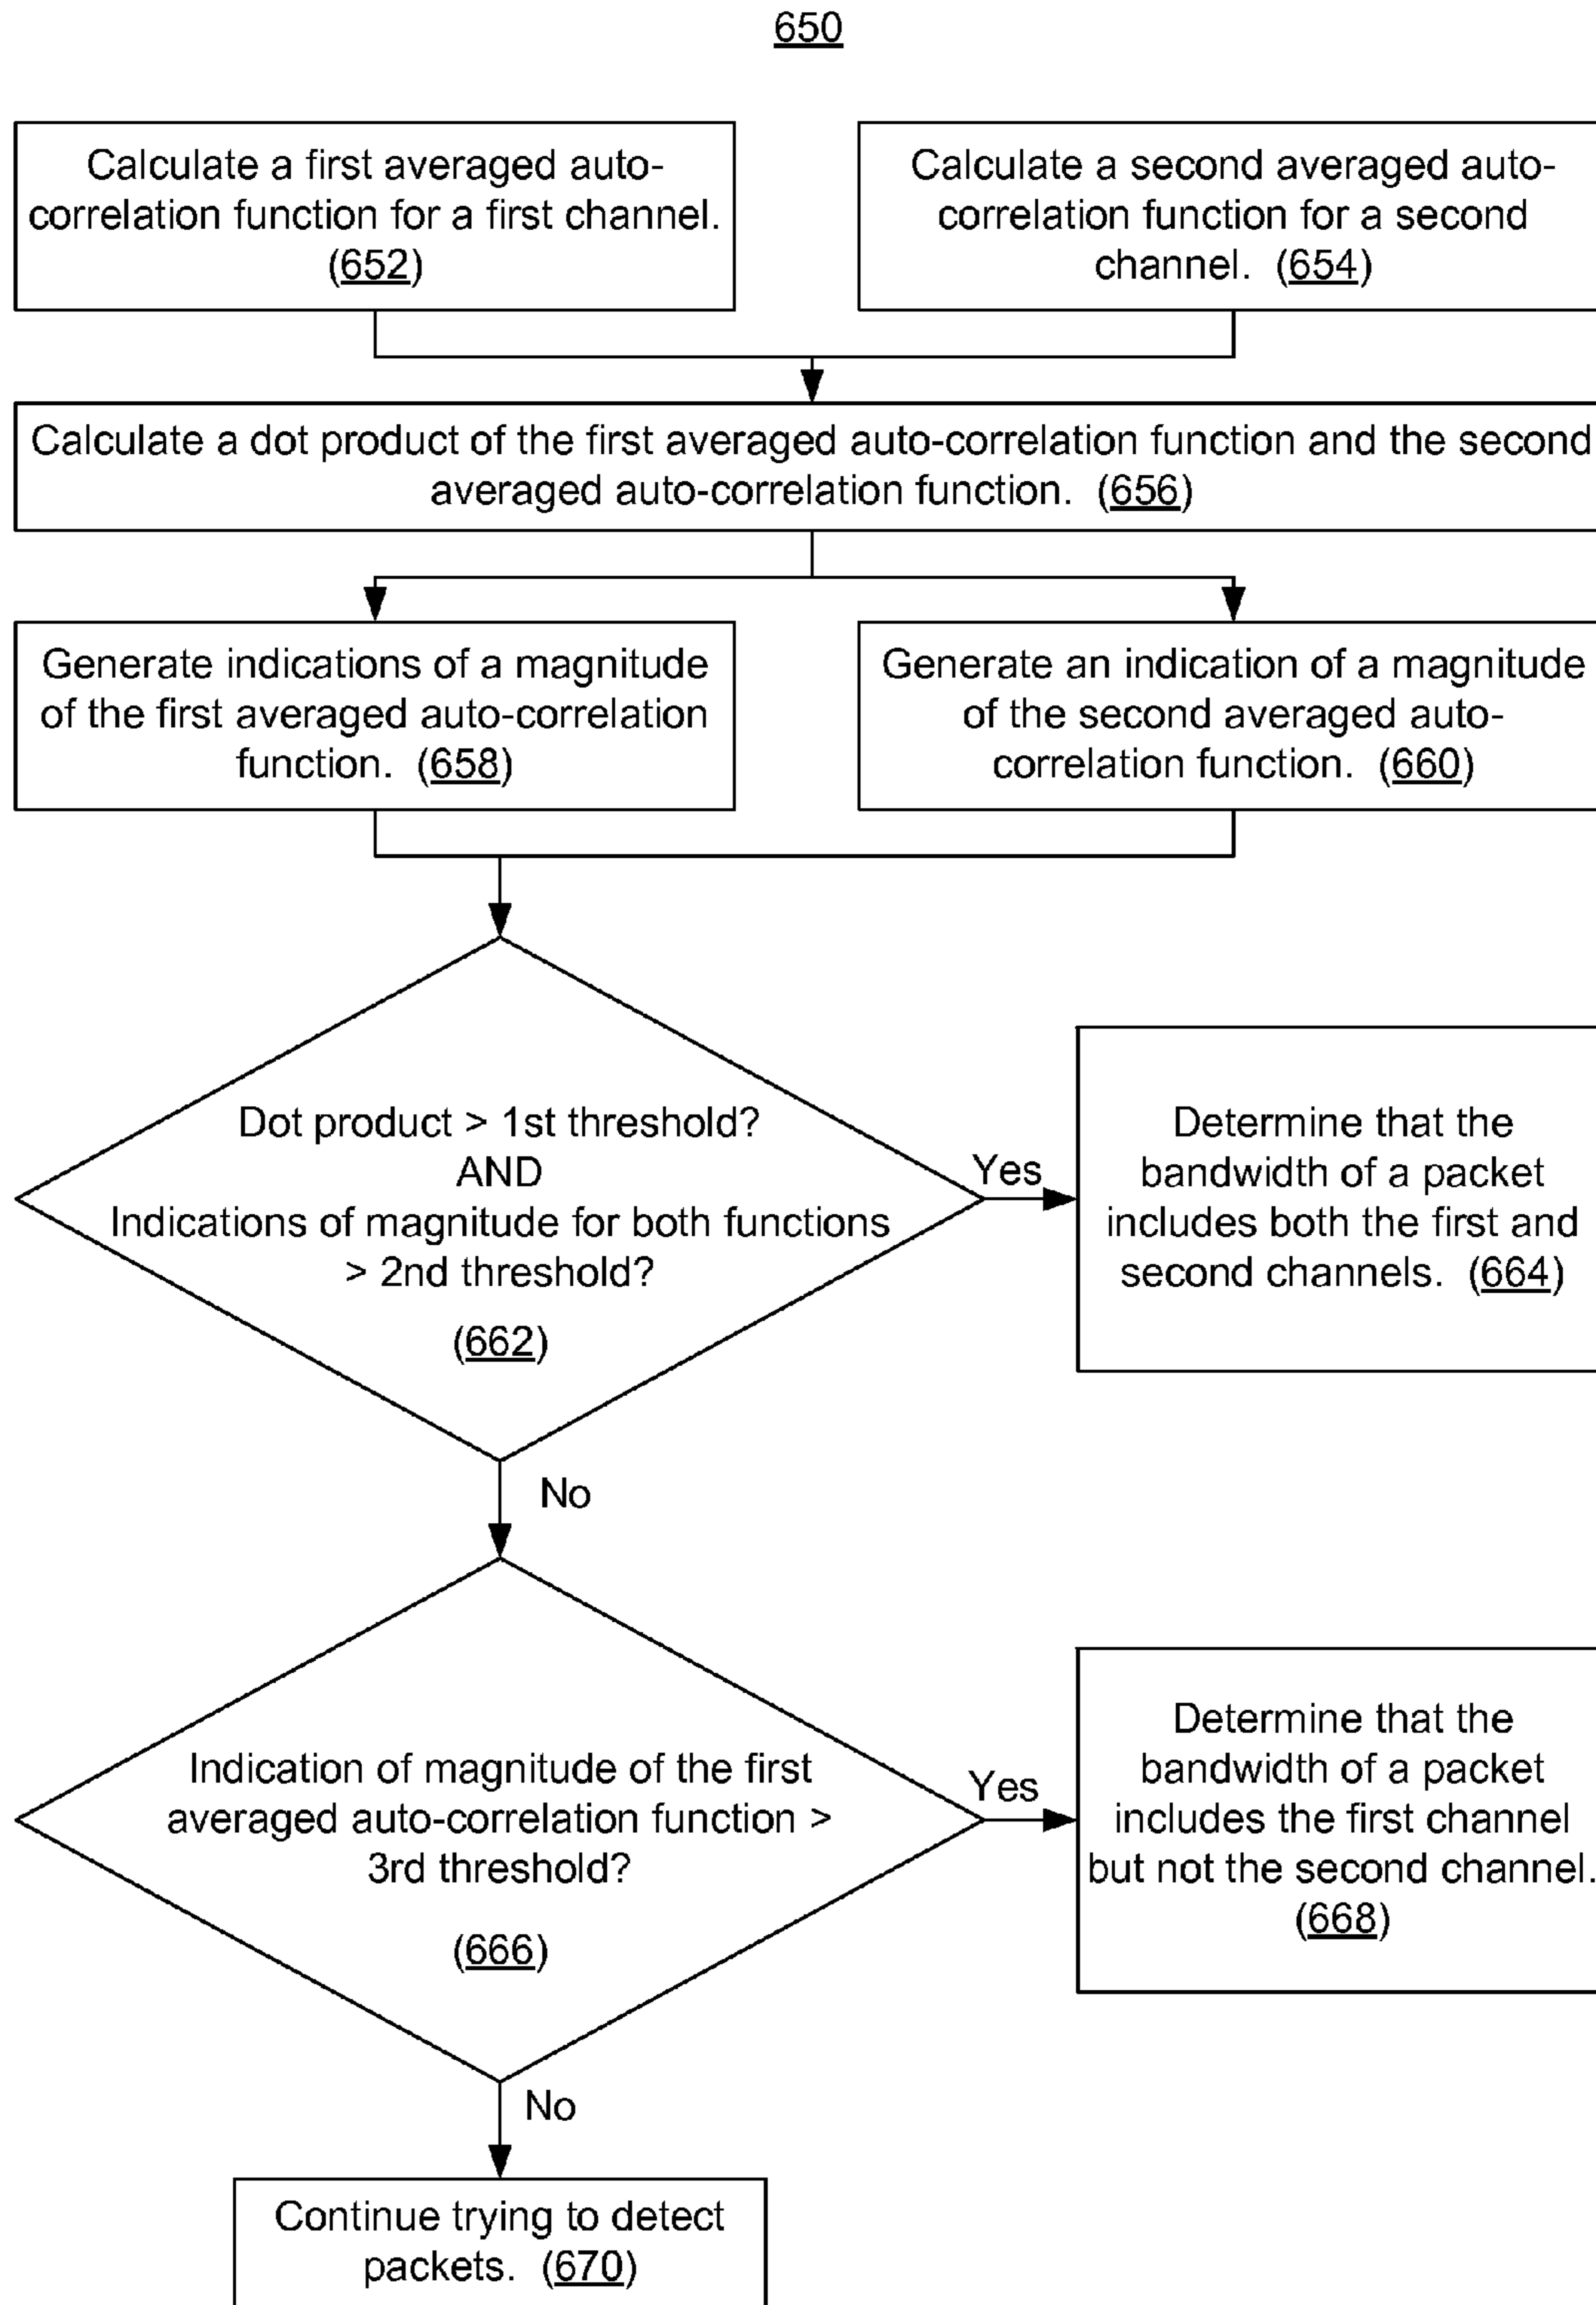 650
Calculate a first averaged auto-
correlation function for a first channel.
(652)
Calculate a second averaged auto-
correlation function for a second
channel. (654)
Calculate a dot product of the first averaged auto-correlation function and the second
averaged auto-correlation function. (656)
Generate indications of a magnitude
of the first averaged auto-correlation
function. (658)
Generate an indication of a magnitude
of the second averaged auto-
correlation function. (660)
Dot product > 1st threshold?
AND
Indications of magnitude for both functions
> 2nd threshold?
(662)
Yes
Determine that the
bandwidth of a packet
includes both the first and
second channels. (664)
No
Indication of magnitude of the first
averaged auto-correlation function >
3rd threshold?
(666)
Yes
Determine that the
bandwidth of a packet
includes the first channel
but not the second channel.
(668)
No
Continue trying to detect
packets. (670)